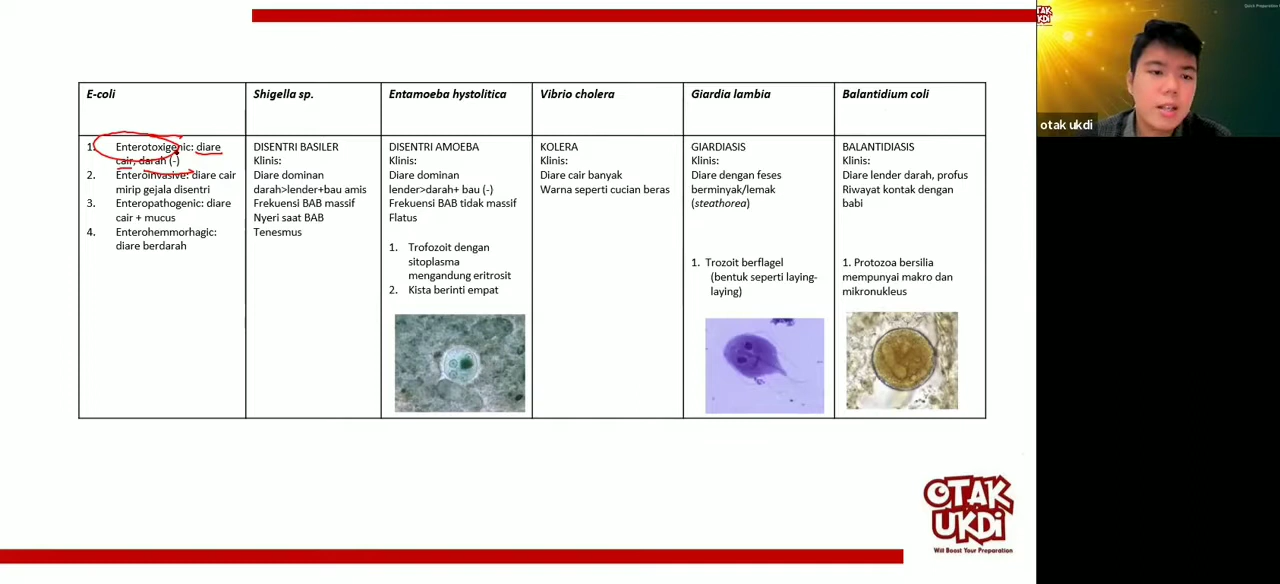 E-coli
Shigella sp.
Entamoeba hystolitica
Vibrio cholera
Giardia lambia
Balantidium coli
1. Enterotoxigenic: diare
cair, darah (-)
2. Enteroinvasive: diare cair
mirip gejala disentri
3. Enteropathogenic: diare
cair + mucus
4. Enterohemmorhagic:
diare berdarah
DISENTRI BASILER
Klinis:
Diare dominan
darah>lender+bau amis
Frekuensi BAB massif
Nyeri saat BAB
Tenesmus
DISENTRI AMOEBA
Klinis:
Diare dominan
lender>darah+ bau (-)
Frekuensi BAB tidak massif
Flatus
1. Trofozoit dengan
sitoplasma
mengandung eritrosit
2. Kista berinti empat
KOLERA
Klinis:
Diare cair banyak
Warna seperti cucian beras
GIARDIASIS
Klinis:
Diare dengan feses
berminyak/lemak
(steathorea)
1. Trozoit berflagel
(bentuk seperti laying-
laying)
BALANTIDIASIS
Klinis:
Diare lender darah, profus
Riwayat kontak dengan
babi
1. Protozoa bersilia
mempunyai makro dan
mikronukleus
OTAK
UKDI
Will Boost Your Preparation
otak ukdi